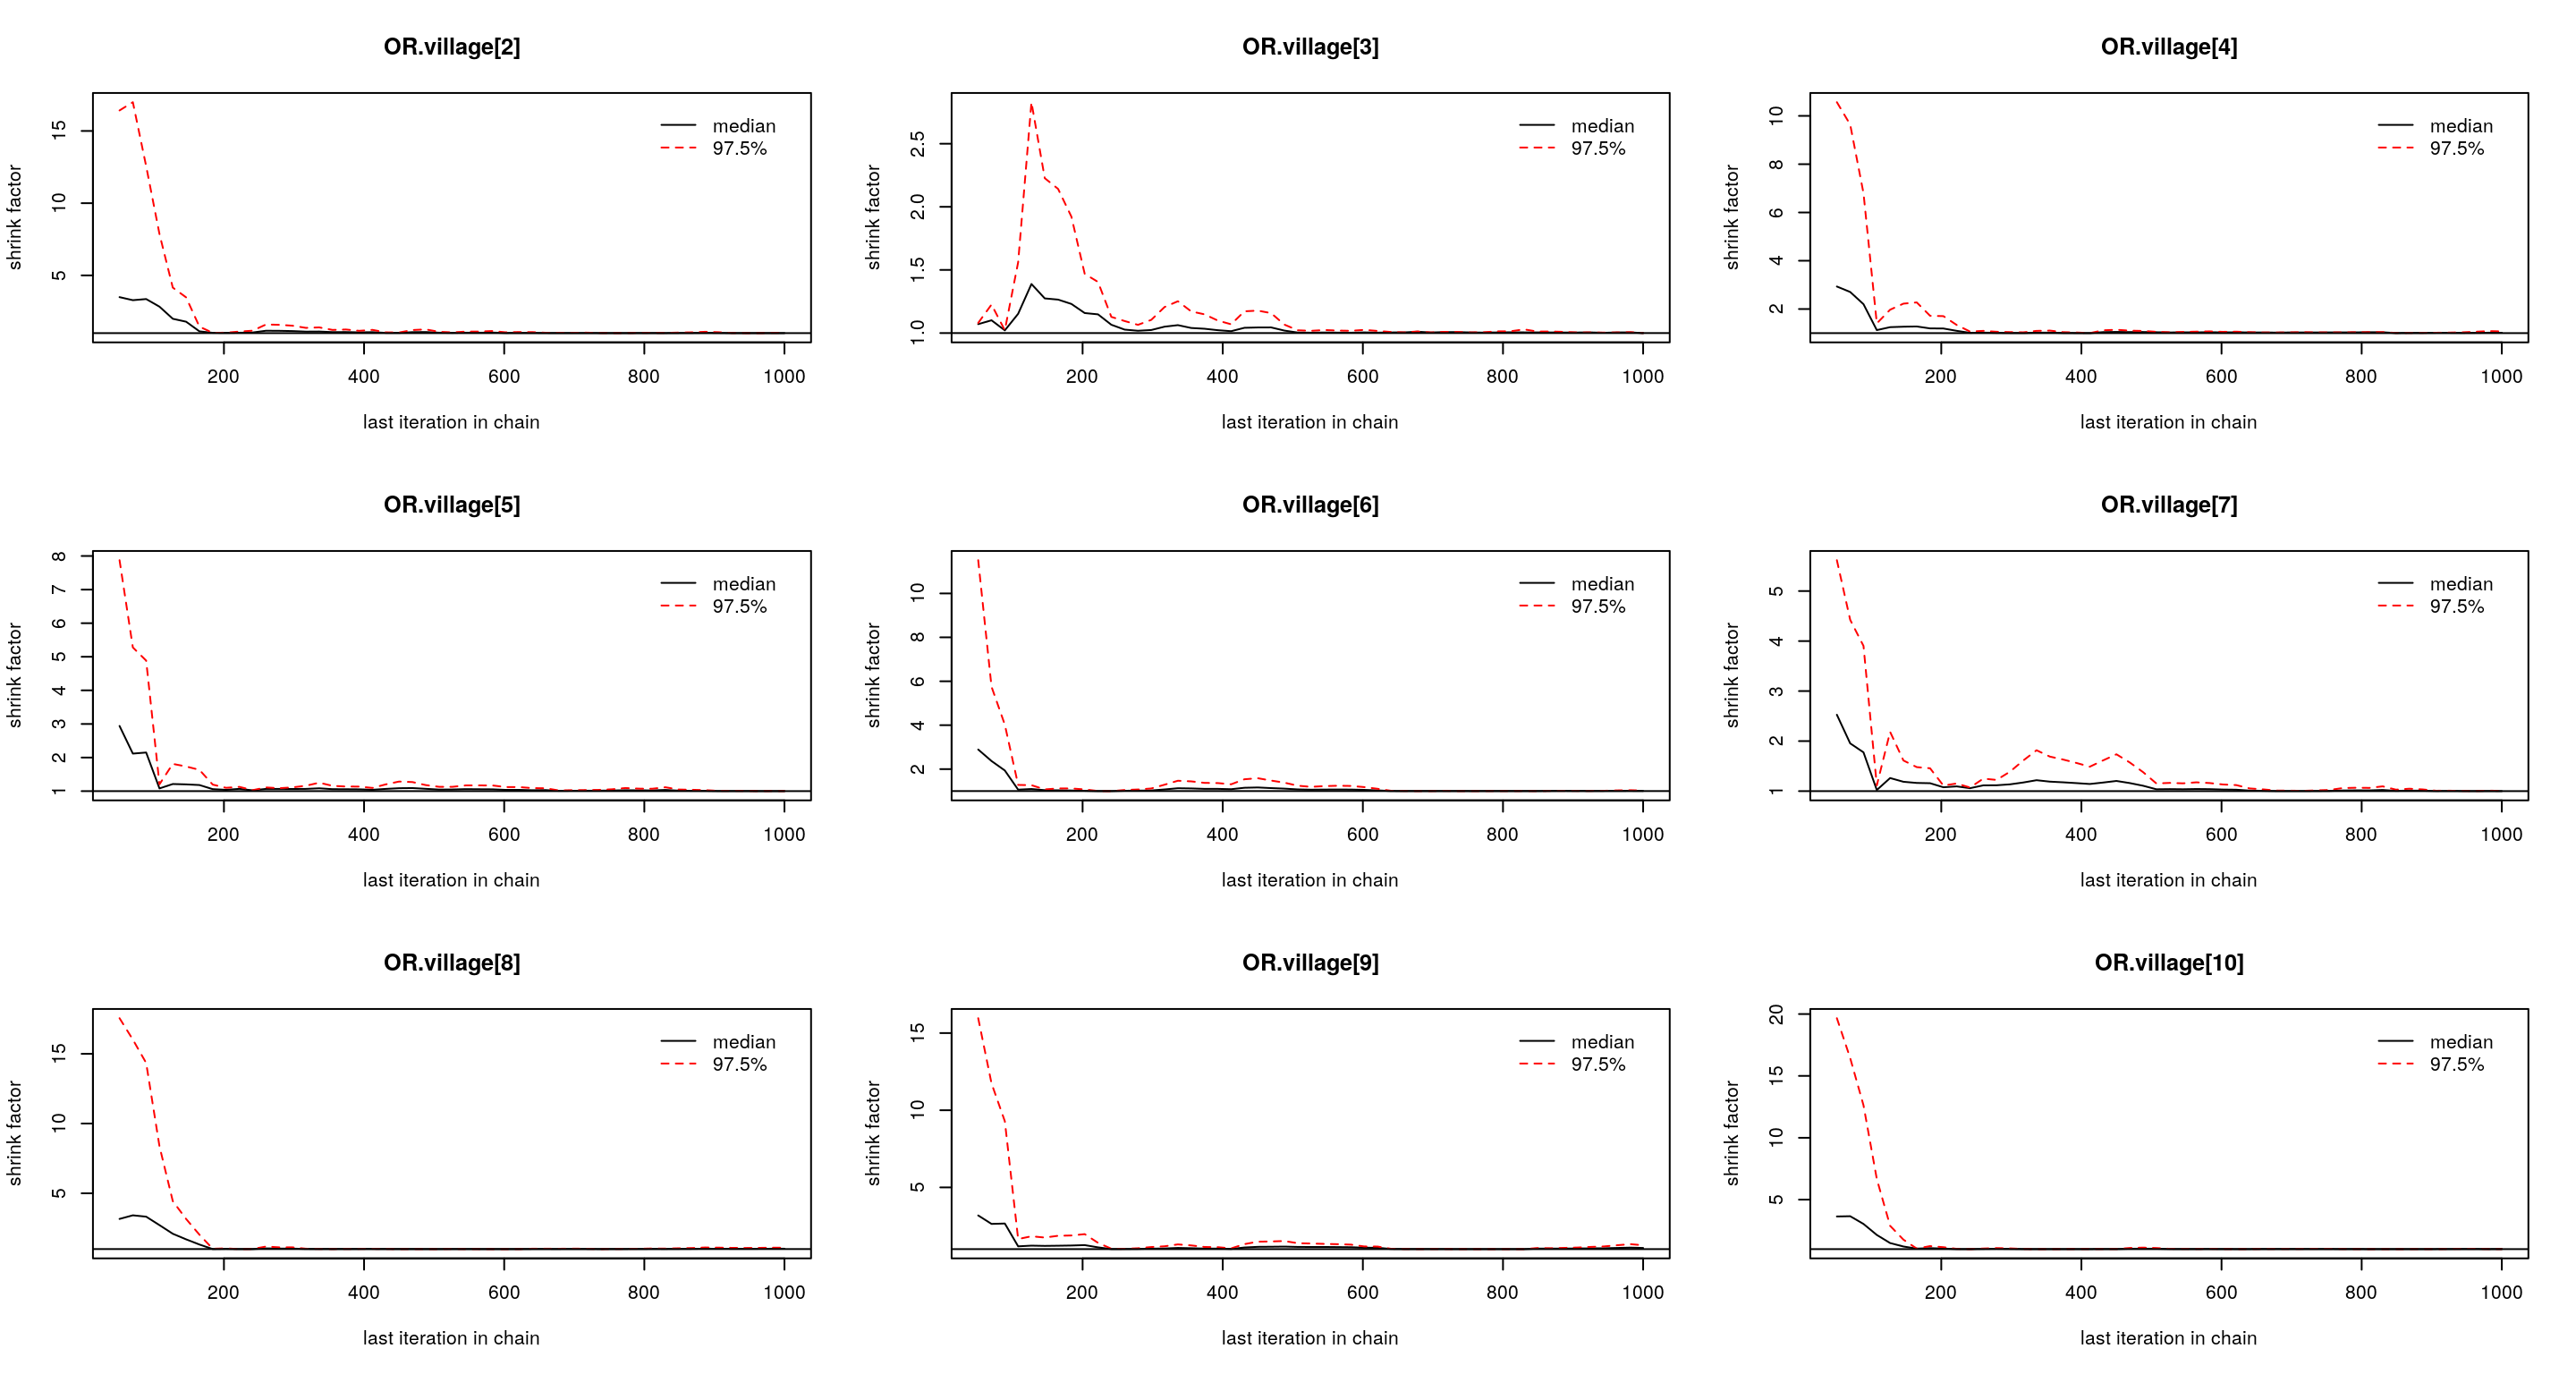 OR.village[2]
shrink factor
5 10 15
median
97.5%
200 400 600 800 1000
last iteration in chain
OR.village[3]
shrink factor
1.0 1.5 2.0 2.5
median
97.5%
200 400 600 800 1000
last iteration in chain
OR.village[4]
shrink factor
2 4 6 8 10
median
97.5%
200 400 600 800 1000
last iteration in chain
OR.village[5]
shrink factor
1 2 3 4 5 6 7 8
median
97.5%
200 400 600 800 1000
last iteration in chain
OR.village[6]
shrink factor
2 4 6 8 10
median
97.5%
200 400 600 800 1000
last iteration in chain
OR.village[7]
shrink factor
1 2 3 4 5
median
97.5%
200 400 600 800 1000
last iteration in chain
OR.village[8]
shrink factor
5 10 15
median
97.5%
200 400 600 800 1000
last iteration in chain
OR.village[9]
shrink factor
5 10 15
median
97.5%
200 400 600 800 1000
last iteration in chain
OR.village[10]
shrink factor
5 10 15 20
median
97.5%
200 400 600 800 1000
last iteration in chain